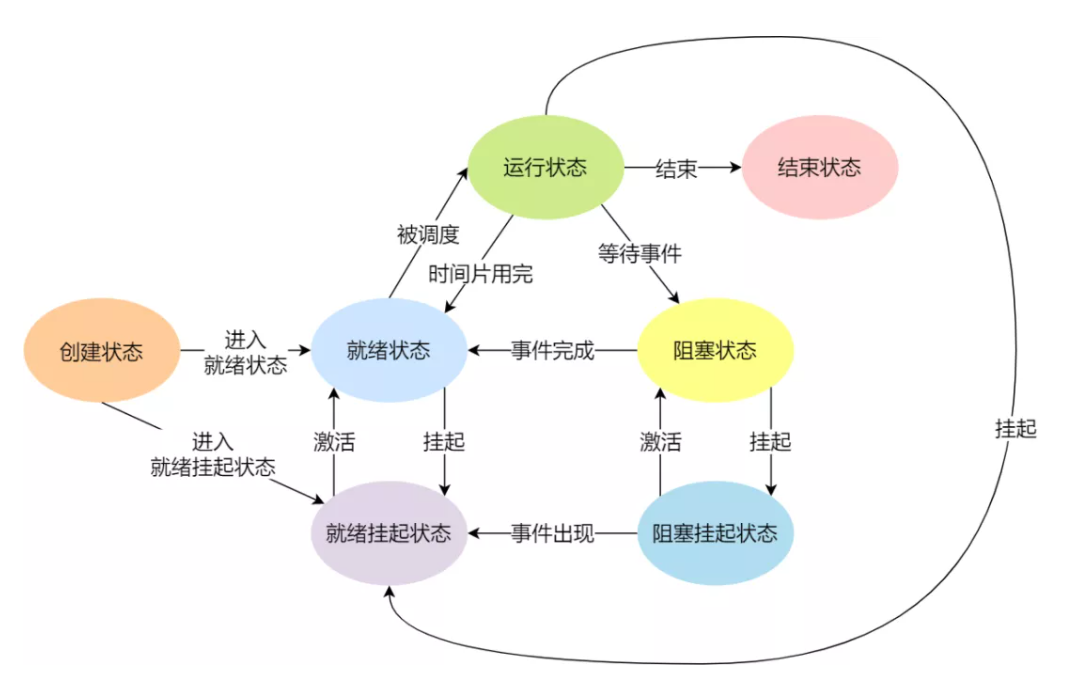 运行状态
结束
结束状态
被调度
时间片用完
等待事件
创建状态
进入
就绪状态
就绪状态
事件完成
阻塞状态
进入
就绪挂起状态
激活
挂起
激活
挂起
挂起
就绪挂起状态
事件出现
阻塞挂起状态